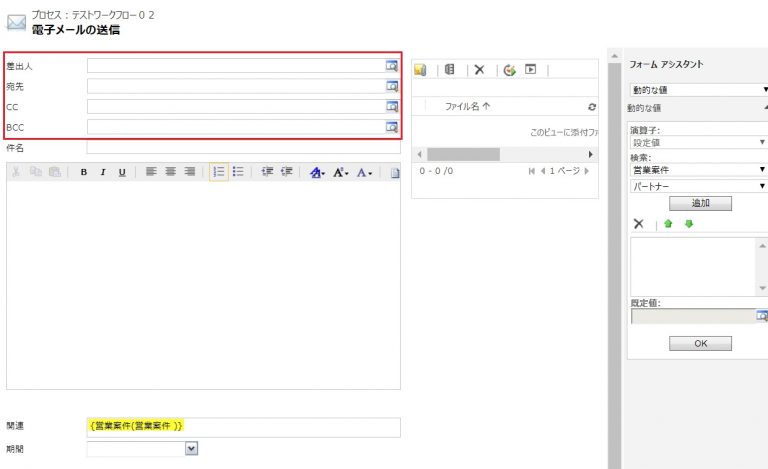 プロセス：テストワークフロー０２
電子メールの送信
差出人
宛先
CC
BCC
件名
B I U
A A A
ファイル名
このビューに添付ファ
0 - 0 /0
1 ページ
関連
{営業案件(営業案件 )}
期間
フォーム アシスタント
動的な値
動的な値
演算子:
設定値
検索:
営業案件
パートナー
追加
既定値:
OK